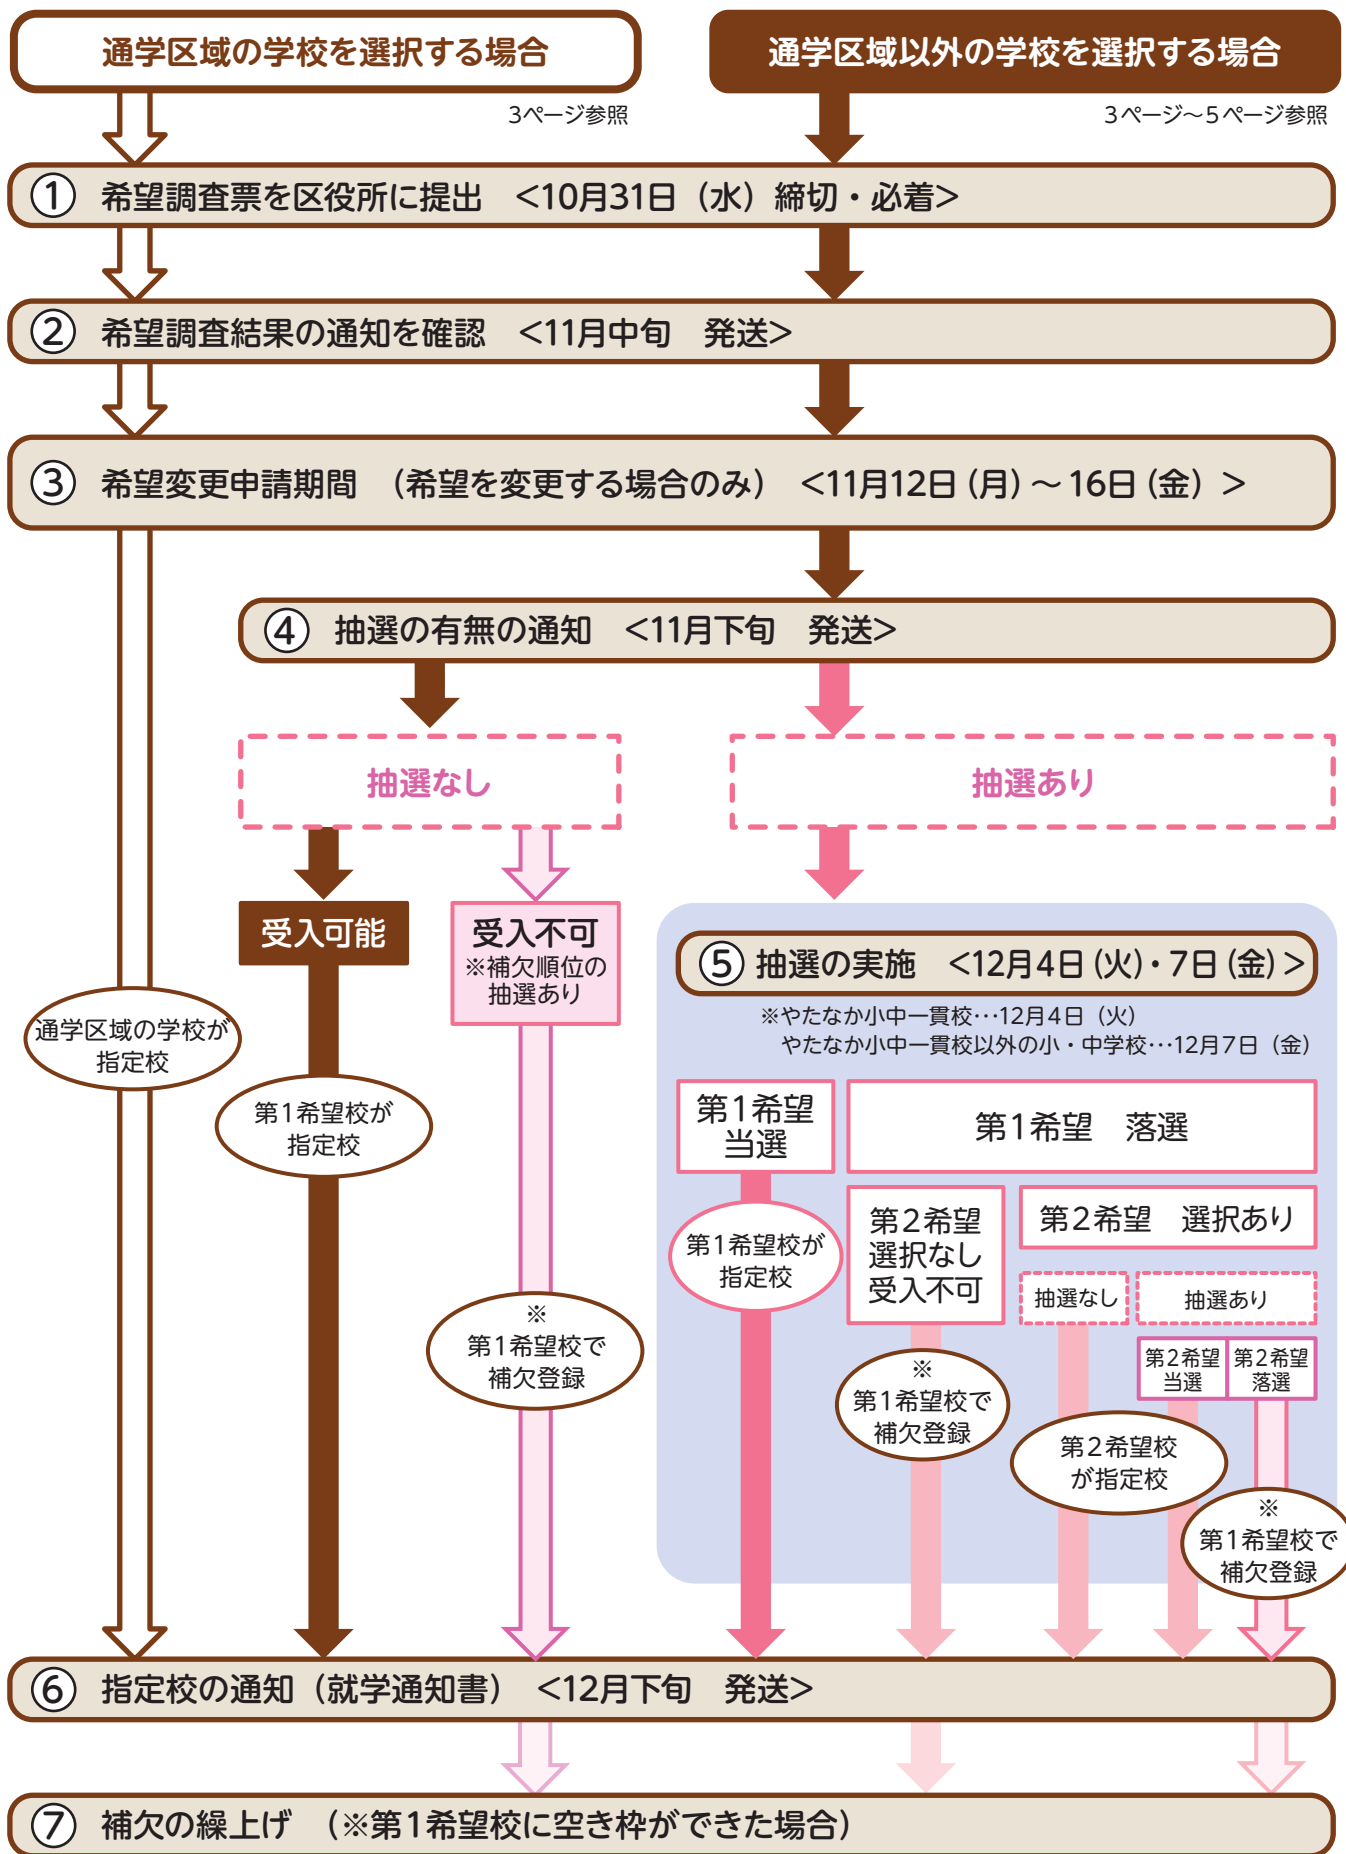 通学区域の学校を選択する場合
通学区域以外の学校を選択する場合
3ページ参照
3ページ～5ページ参照
① 希望調査票を区役所に提出　<10月31日（水）締切・必着>
② 希望調査結果の通知を確認　<11月中旬　発送>
③ 希望変更申請期間　（希望を変更する場合のみ）　<11月12日（月）～16日（金）>
④ 抽選の有無の通知　<11月下旬　発送>
抽選なし
抽選あり
受入可能
受入不可
※補欠順位の
抽選あり
⑤ 抽選の実施　<12月4日（火）・7日（金）>
※やたなか小中一貫校…12月4日（火）
やたなか小中一貫校以外の小・中学校…12月7日（金）
通学区域の学校が
指定校
第1希望校が
指定校
※
第1希望校で
補欠登録
第1希望
当選
第1希望　落選
第1希望校が
指定校
第2希望
選択なし
受入不可
第2希望　選択あり
抽選なし
抽選あり
第2希望
当選
第2希望
落選
※
第1希望校で
補欠登録
第2希望校
が指定校
※
第1希望校で
補欠登録
⑥ 指定校の通知（就学通知書）　<12月下旬　発送>
⑦ 補欠の繰上げ　（※第1希望校に空き枠ができた場合）